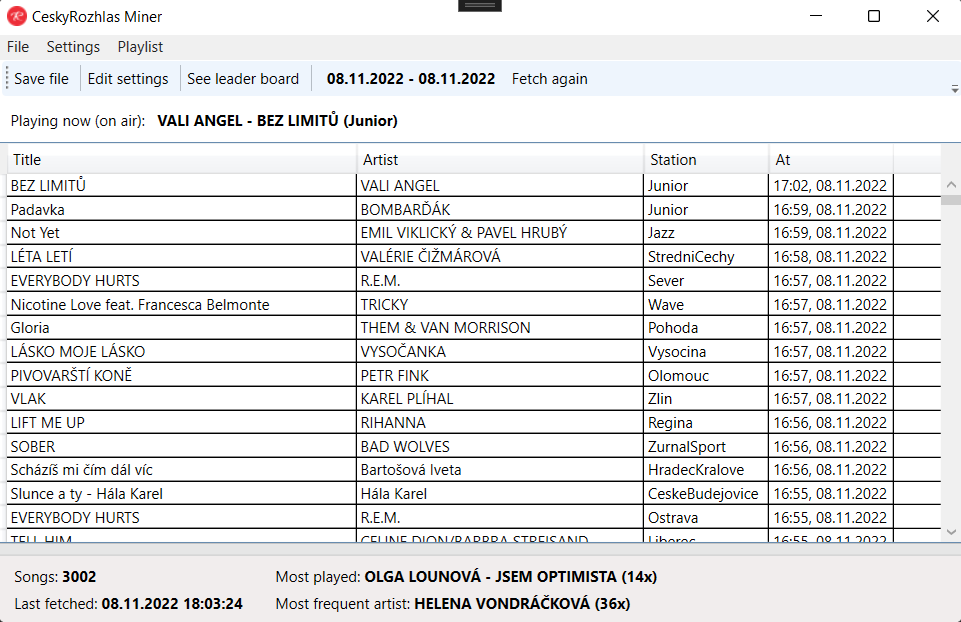 CeskyRozhlas Miner
File Settings Playlist
Save file Edit settings See leader board 08.11.2022 - 08.11.2022 Fetch again
Playing now (on air): VALI ANGEL - BEZ LIMITŮ (Junior)
Title Artist Station At
BEZ LIMITŮ VALI ANGEL Junior 17:02, 08.11.2022
Padavka BOMBARĎÁK Junior 16:59, 08.11.2022
Not Yet EMIL VIKLICKÝ & PAVEL HRUBÝ Jazz 16:59, 08.11.2022
LÉTA LETÍ VALÉRIE ČIŽMÁROVÁ StredniCechy 16:58, 08.11.2022
EVERYBODY HURTS R.E.M. Sever 16:57, 08.11.2022
Nicotine Love feat. Francesca Belmonte TRICKY Wave 16:57, 08.11.2022
Gloria THEM & VAN MORRISON Pohoda 16:57, 08.11.2022
LÁSKO MOJE LÁSKO VYSOČANKA Vysocina 16:57, 08.11.2022
PIVOVARŠTÍ KONĚ PETR FINK Olomouc 16:57, 08.11.2022
VLAK KAREL PLÍHAL Zlin 16:57, 08.11.2022
LIFT ME UP RIHANNA Regina 16:56, 08.11.2022
SOBER BAD WOLVES ZurnalSport 16:56, 08.11.2022
Scházíš mi čím dál víc Bartošová Iveta HradecKralove 16:56, 08.11.2022
Slunce a ty - Hála Karel Hála Karel CeskeBudejovice 16:55, 08.11.2022
EVERYBODY HURTS R.E.M. Ostrava 16:55, 08.11.2022
TELL HIM CELINE DION/BARBRA STREISAND Liberec 16:55, 08.11.2022
Songs: 3002 Most played: OLGA LOUNOVÁ - JSEM OPTIMISTA (14x)
Last fetched: 08.11.2022 18:03:24 Most frequent artist: HELENA VONDRÁČKOVÁ (36x)